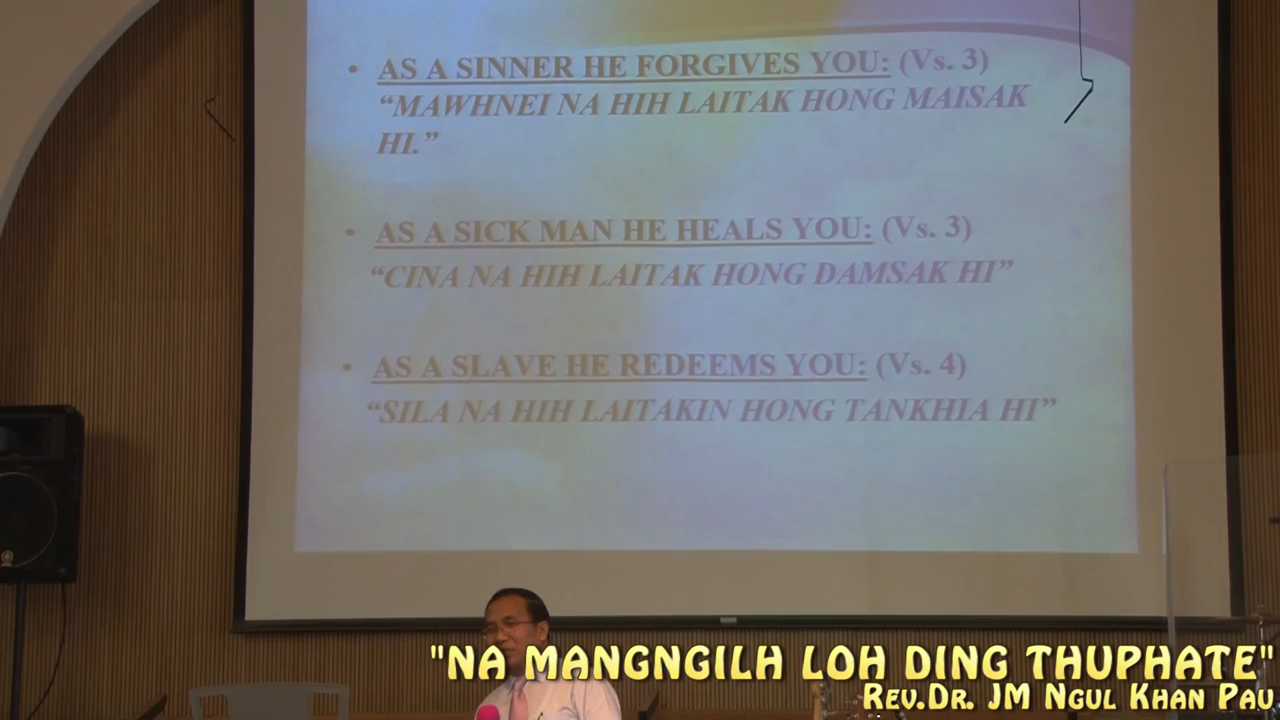 • AS A SINNER HE FORGIVES YOU: (Vs. 3)
“MAWHNEI NA HIH LAITAK HONG MAISAK
HI.”
• AS A SICK MAN HE HEALS YOU: (Vs. 3)
“CINA NA HIH LAITAK HONG DAMSAK HI”
• AS A SLAVE HE REDEEMS YOU: (Vs. 4)
“SILA NA HIH LAITAKIN HONG TANKHIA HI”
"NA MANGNGILH LOH DING THUPHATE"
REV.DR. JM NGUL KHAN PAU